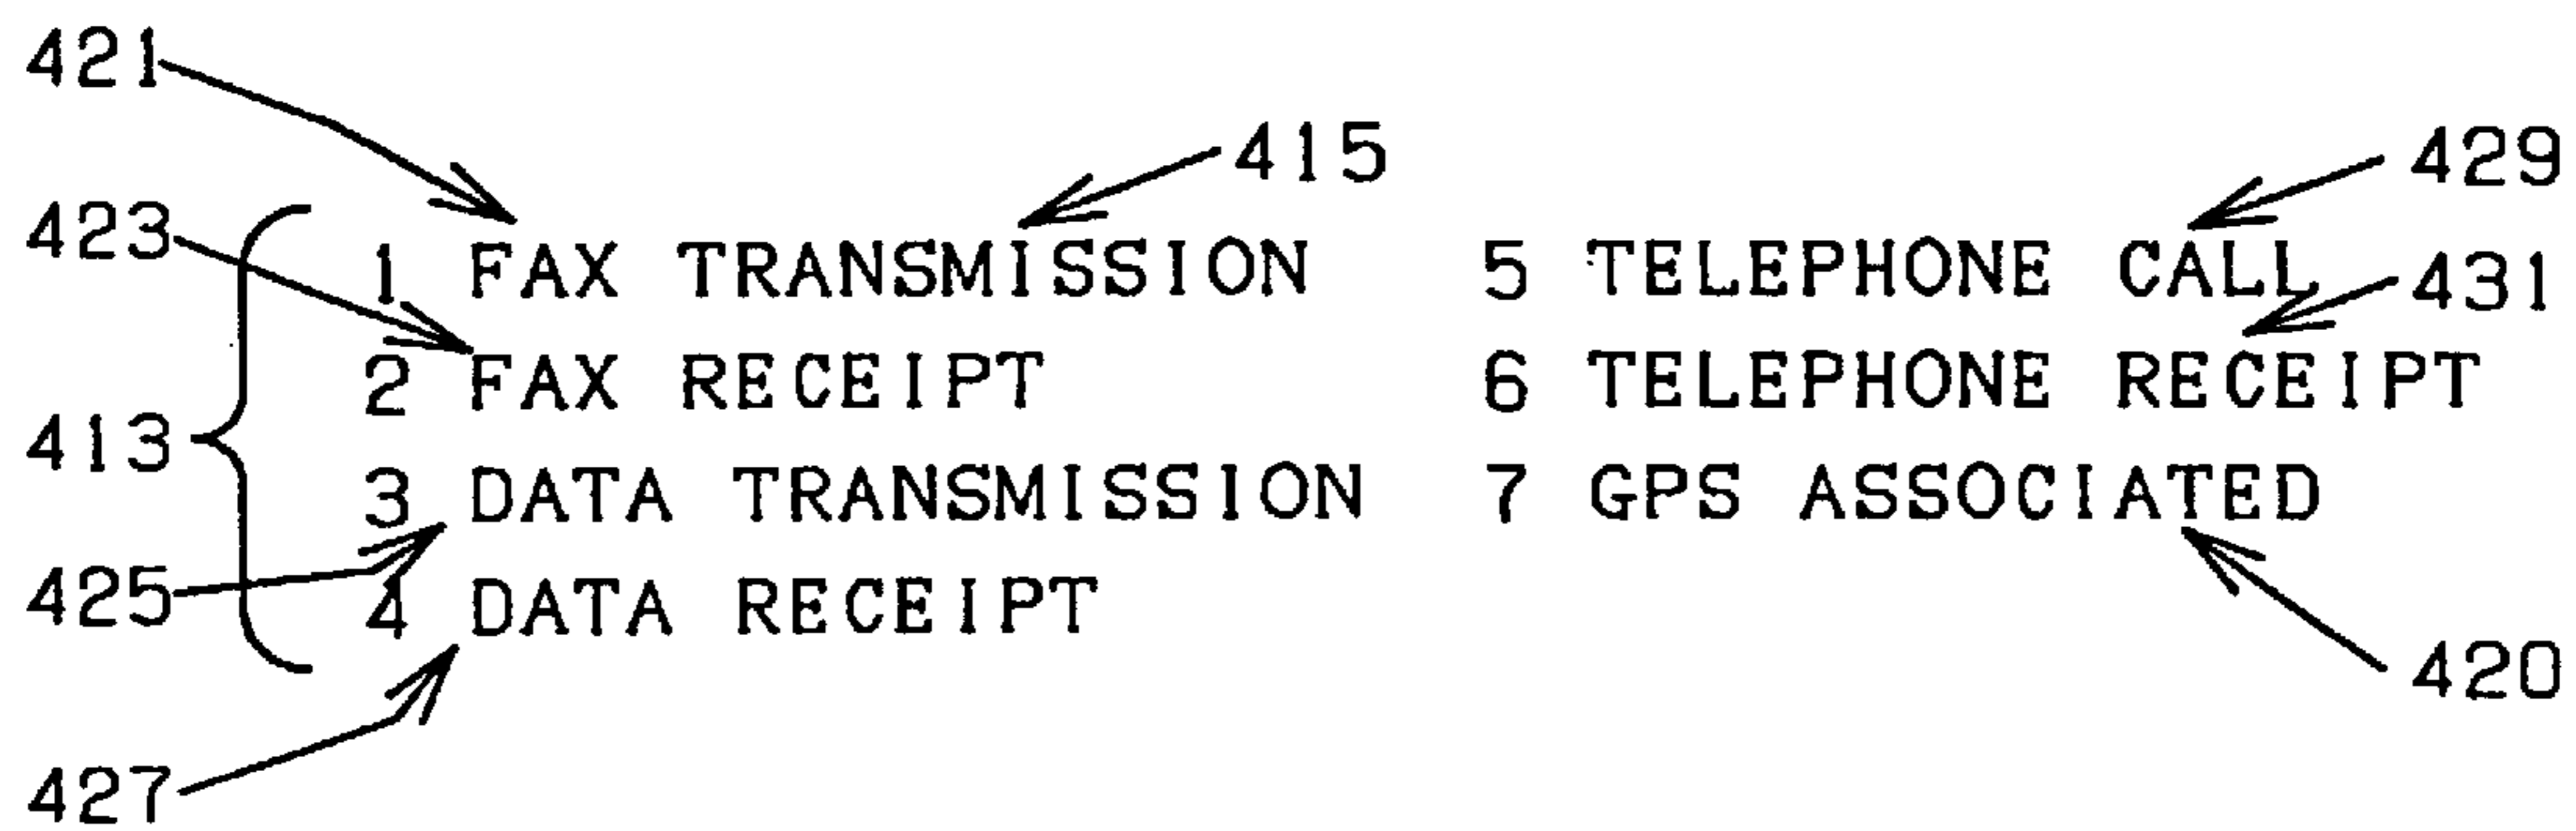 421
415
429
423
1 FAX TRANSMISSION 5 TELEPHONE CALL
431
2 FAX RECEIPT 6 TELEPHONE RECEIPT
413
3 DATA TRANSMISSION 7 GPS ASSOCIATED
425
4 DATA RECEIPT
420
427